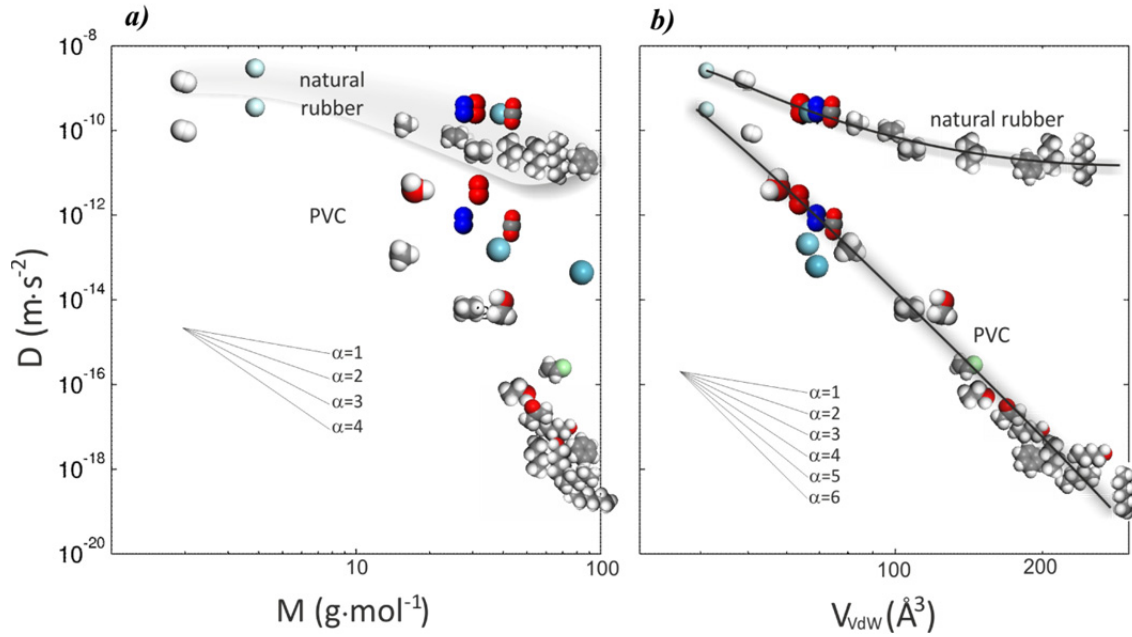 a)
b)
10⁻⁸
10⁻¹⁰
10⁻¹²
10⁻¹⁴
10⁻¹⁶
10⁻¹⁸
10⁻²⁰
D (m·s⁻²)
natural
rubber
PVC
α=1
α=2
α=3
α=4
10
100
M (g·mol⁻¹)
natural rubber
PVC
α=1
α=2
α=3
α=4
α=5
α=6
100
200
V_VdW (Å³)